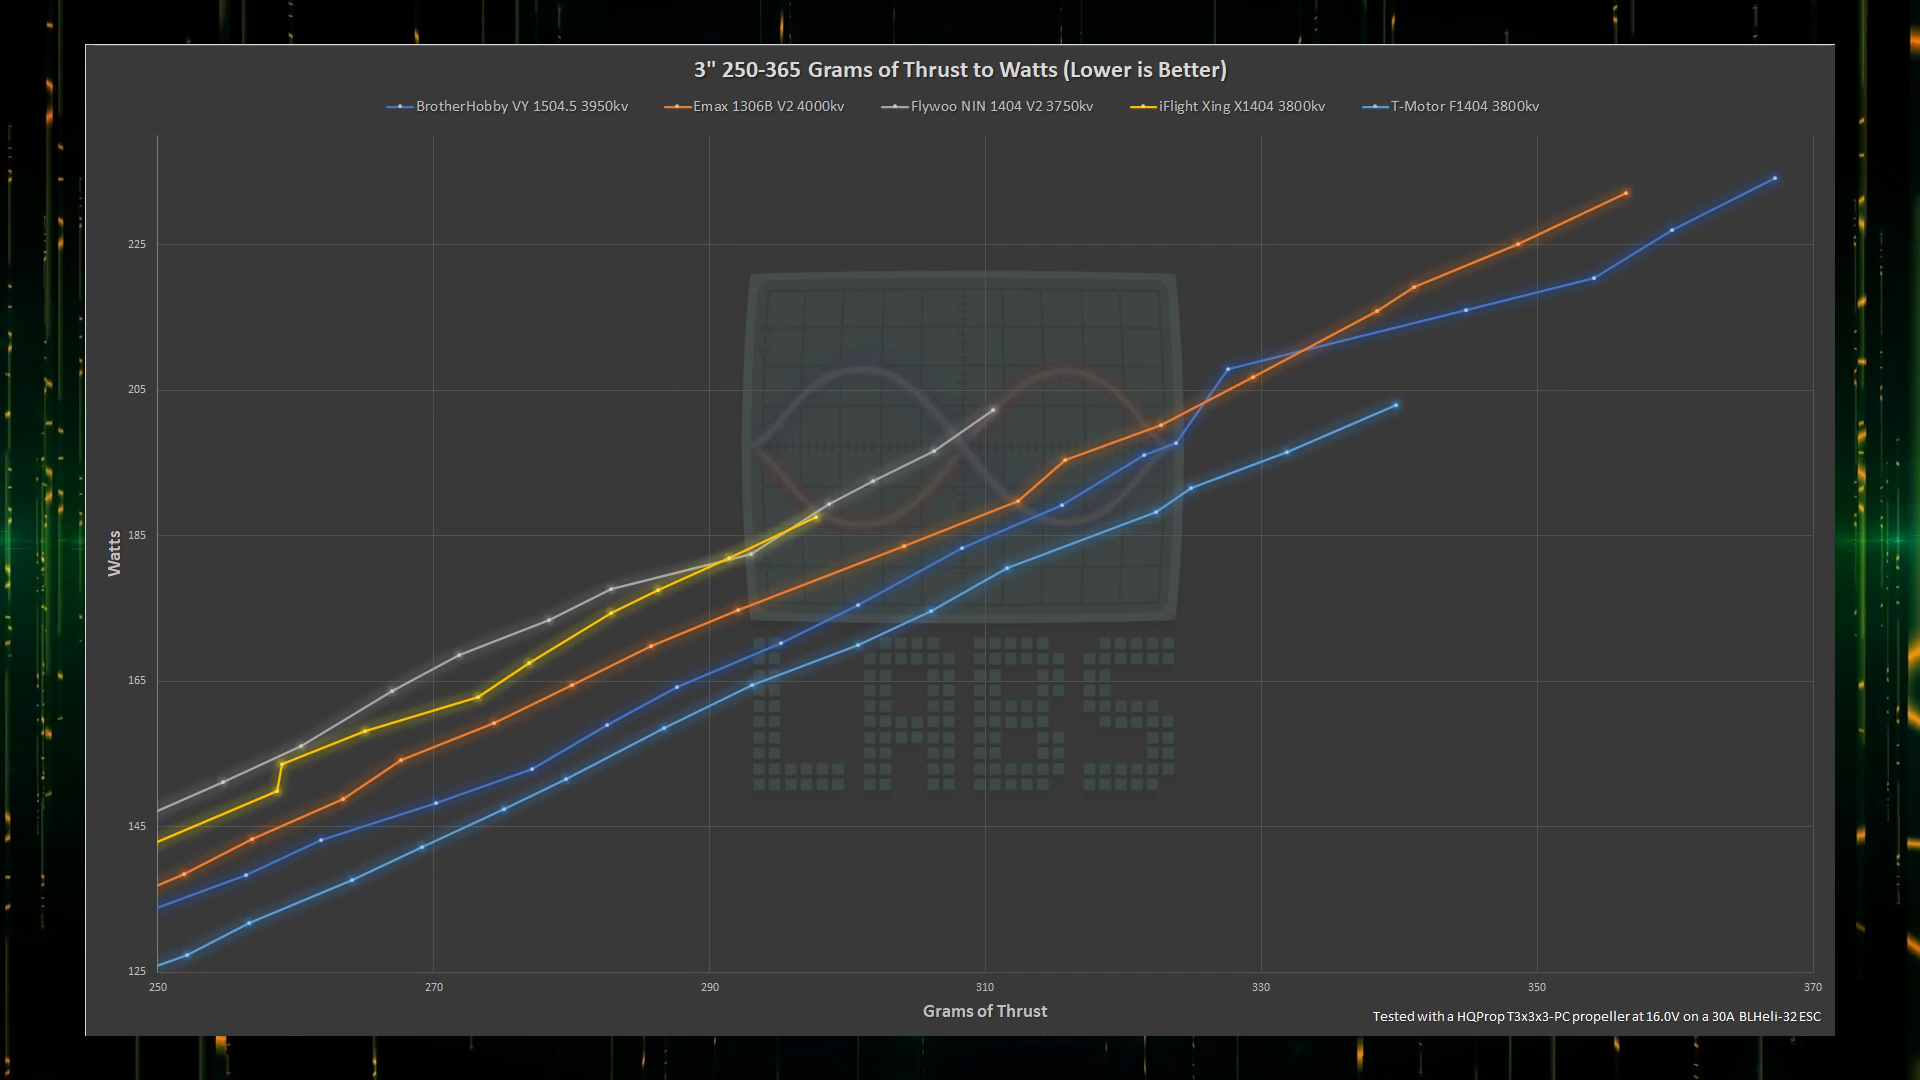 3" 250-365 Grams of Thrust to Watts (Lower is Better)
BrotherHobby VY 1504.5 3950kv Emax 1306B V2 4000kv Flywoo NIN 1404 V2 3750kv iFlight Xing X1404 3800kv T-Motor F1404 3800kv
225
205
185
165
145
125
Watts
LABS
250 270 290 310 330 350 370
Grams of Thrust
Tested with a HQProp T3x3x3-PC propeller at 16.0V on a 30A BLHeli-32 ESC